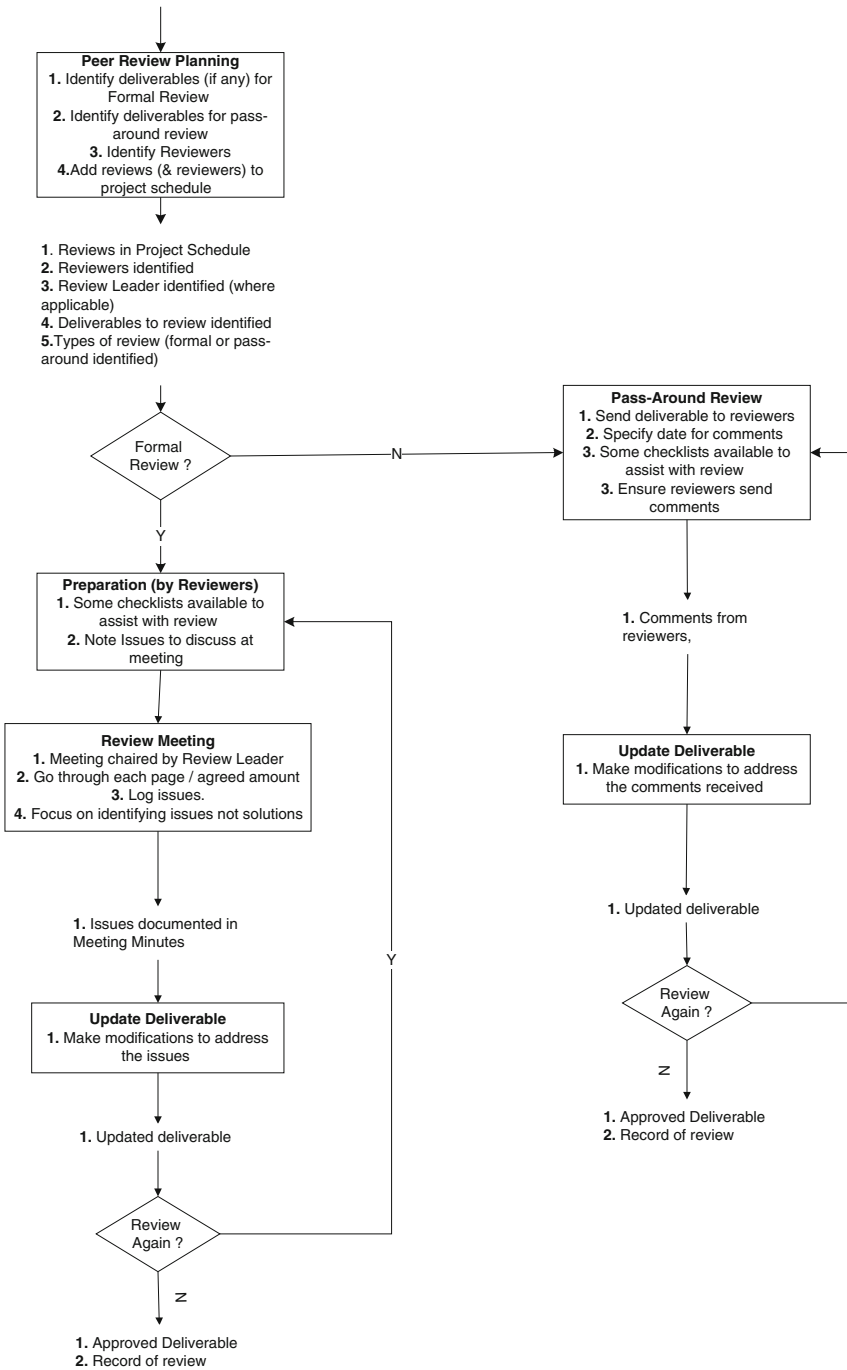 Peer Review Planning
1. Identify deliverables (if any) for
Formal Review
2. Identify deliverables for pass-
around review
3. Identify Reviewers
4.Add reviews (& reviewers) to
project schedule
1. Reviews in Project Schedule
2. Reviewers identified
3. Review Leader identified (where
applicable)
4. Deliverables to review identified
5.Types of review (formal or pass-
around identified)
Formal
Review ?
N
Y
Preparation (by Reviewers)
1. Some checklists available to
assist with review
2. Note Issues to discuss at
meeting
Review Meeting
1. Meeting chaired by Review Leader
2. Go through each page / agreed amount
3. Log issues.
4. Focus on identifying issues not solutions
1. Issues documented in
Meeting Minutes
Y
Update Deliverable
1. Make modifications to address
the issues
1. Updated deliverable
Review
Again ?
N
1. Approved Deliverable
2. Record of review
Pass-Around Review
1. Send deliverable to reviewers
2. Specify date for comments
3. Some checklists available to
assist with review
3. Ensure reviewers send
comments
1. Comments from
reviewers,
Update Deliverable
1. Make modifications to address
the comments received
1. Updated deliverable
Review
Again ?
N
1. Approved Deliverable
2. Record of review